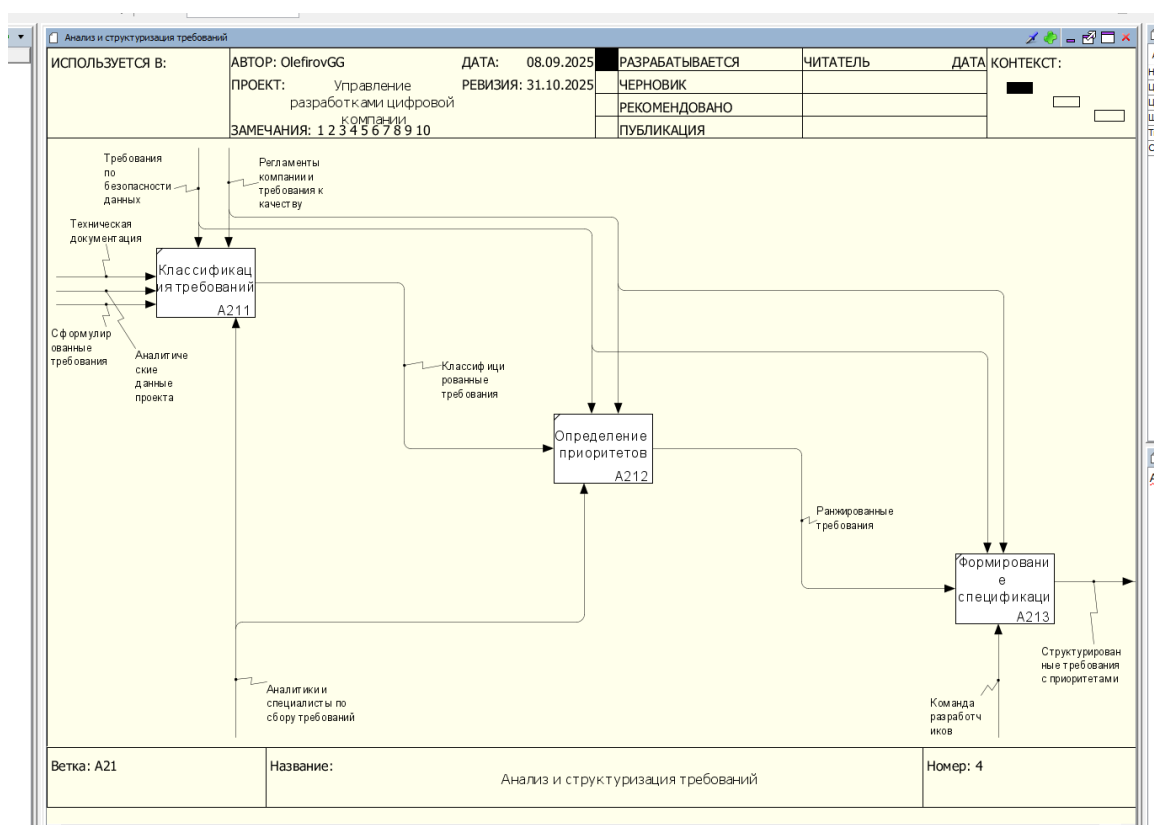 Анализ и структуризация требований
ИСПОЛЬЗУЕТСЯ В:
АВТОР: OlefirovGG
ДАТА: 08.09.2025
РАЗРАБАТЫВАЕТСЯ
ЧИТАТЕЛЬ
ДАТА
КОНТЕКСТ:
ПРОЕКТ: Управление
разработками цифровой
компании
РЕВИЗИЯ: 31.10.2025
ЧЕРНОВИК
РЕКОМЕНДОВАНО
ЗАМЕЧАНИЯ: 1 2 3 4 5 6 7 8 9 10
ПУБЛИКАЦИЯ
Требования
по
безопасности
данных
Регламенты
компании и
требования к
качеству
Техническая
документация
Классификац
ия требований
A211
Сформулир
ованные
требования
Аналитиче
ские
данные
проекта
Классифици
рованные
требования
Определение
приоритетов
A212
Ранжированные
требования
Формировани
е
спецификаци
A213
Структурирован
ные требования
с приоритетами
Аналитики и
специалисты по
сбору требований
Команда
разработч
иков
Ветка: A21
Название:
Анализ и структуризация требований
Номер: 4